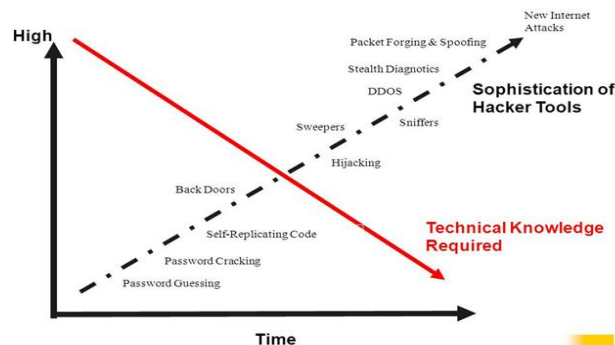 New Internet
Attacks
High
Packet Forging & Spoofing
Stealth Diagnostics
Sophistication of
Hacker Tools
DDOS
Sweepers
Sniffers
Hijacking
Back Doors
Technical Knowledge
Required
Self-Replicating Code
Password Cracking
Password Guessing
Time